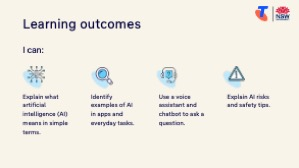 Learning outcomes
I can:
Explain what
artificial
intelligence (AI)
means in simple
terms.
Identify
examples of AI
in apps and
everyday tasks.
Use a voice
assistant and
chatbot to ask a
question.
Explain AI risks
and safety tips.
NSW